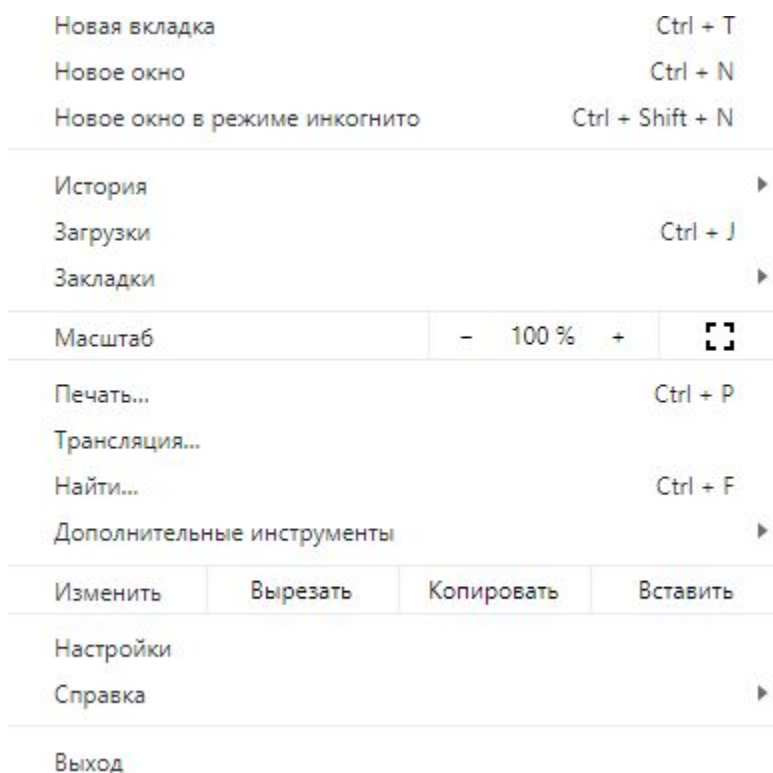 Новая вкладка Ctrl + T
Новое окно Ctrl + N
Новое окно в режиме инкогнито Ctrl + Shift + N
История
Загрузки Ctrl + J
Закладки
Масштаб - 100 % +
Печать... Ctrl + P
Трансляция...
Найти... Ctrl + F
Дополнительные инструменты
Изменить Вырезать Копировать Вставить
Настройки
Справка
Выход